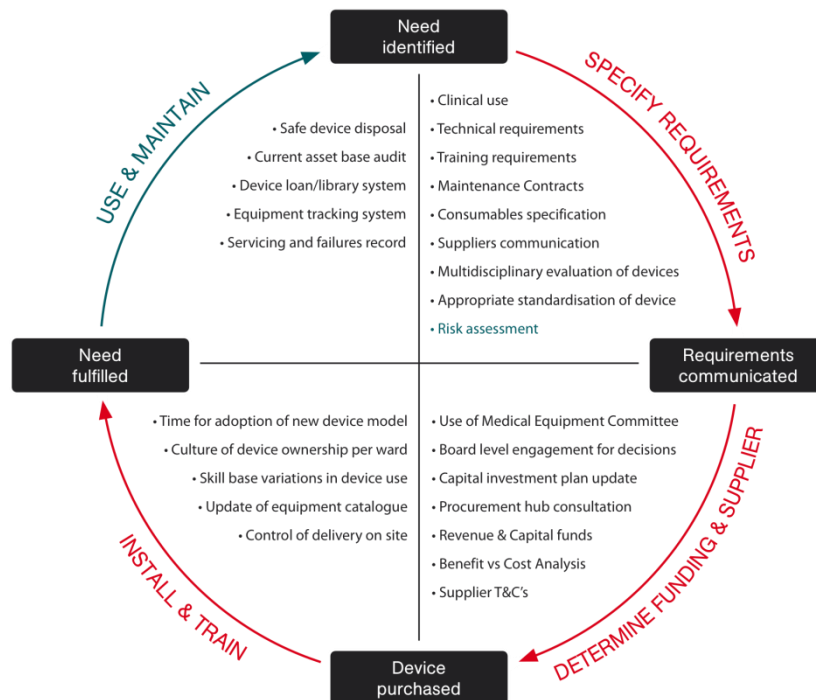 Need
identified
SPECIFY REQUIREMENTS
USE & MAINTAIN
• Safe device disposal
• Current asset base audit
• Device loan/library system
• Equipment tracking system
• Servicing and failures record
• Clinical use
• Technical requirements
• Training requirements
• Maintenance Contracts
• Consumables specification
• Suppliers communication
• Multidisciplinary evaluation of devices
• Appropriate standardisation of device
• Risk assessment
Need
fulfilled
Requirements
communicated
• Time for adoption of new device model
• Culture of device ownership per ward
• Skill base variations in device use
• Update of equipment catalogue
• Control of delivery on site
• Use of Medical Equipment Committee
• Board level engagement for decisions
• Capital investment plan update
• Procurement hub consultation
• Revenue & Capital funds
• Benefit vs Cost Analysis
• Supplier T&C's
INSTALL & TRAIN
DETERMINE FUNDING & SUPPLIER
Device
purchased